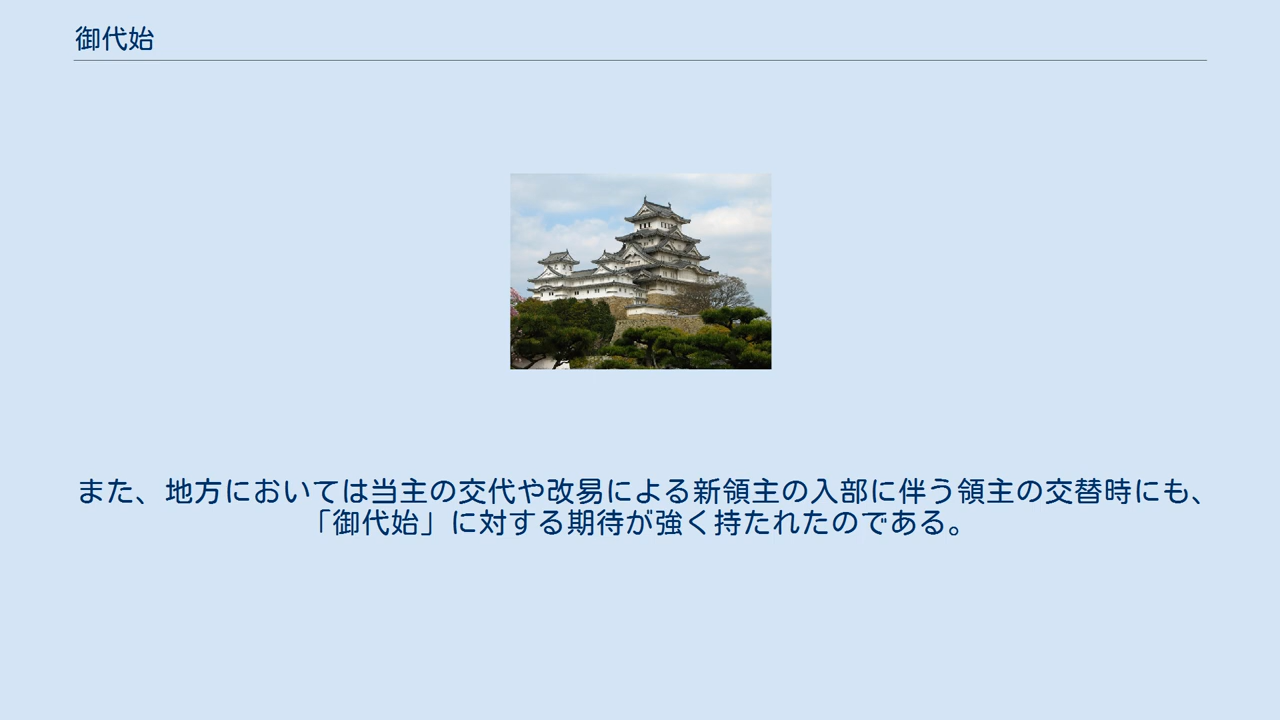 御代始
また、地方においては当主の交代や改易による新領主の入部に伴う領主の交替時にも、
「御代始」に対する期待が強く持たれたのである。